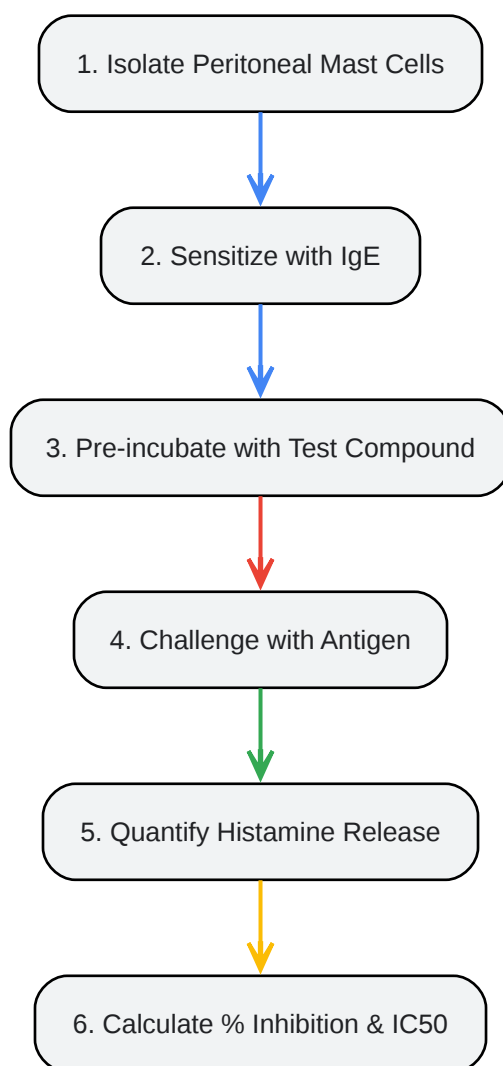 1. Isolate Peritoneal Mast Cells
2. Sensitize with IgE
3. Pre-incubate with Test Compound
4. Challenge with Antigen
5. Quantify Histamine Release
6. Calculate % Inhibition & IC50